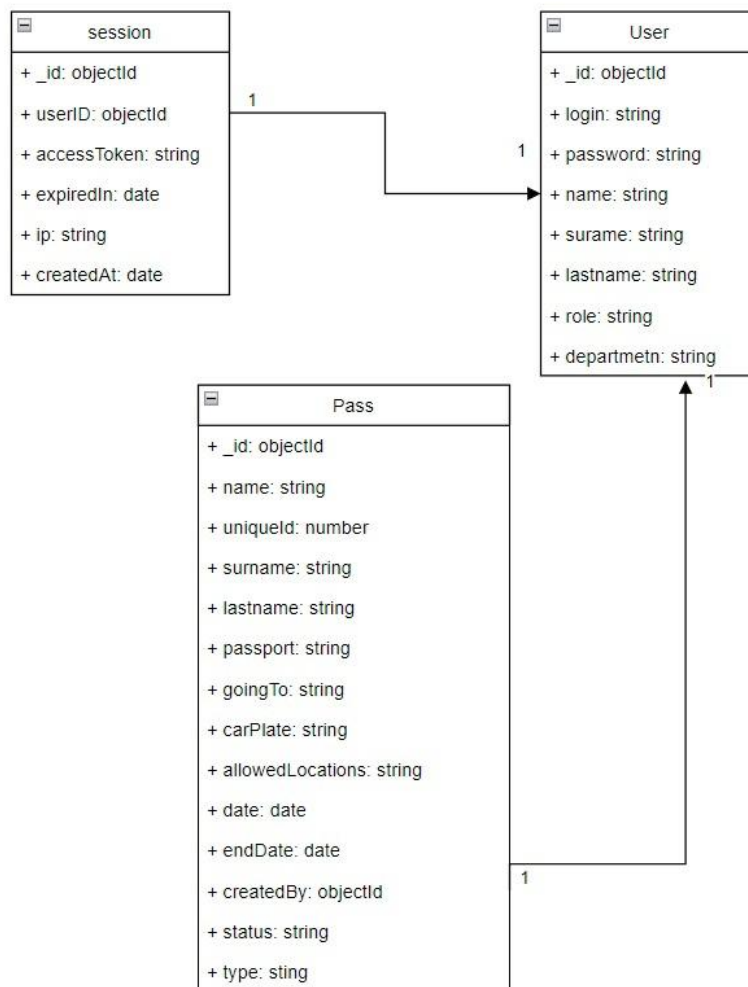 session
+ _id: objectId
+ userID: objectId
+ accessToken: string
+ expiredIn: date
+ ip: string
+ createdAt: date
1
1
User
+ _id: objectId
+ login: string
+ password: string
+ name: string
+ surame: string
+ lastname: string
+ role: string
+ departmetn: string
1
Pass
+ _id: objectId
+ name: string
+ uniqueId: number
+ surname: string
+ lastname: string
+ passport: string
+ goingTo: string
+ carPlate: string
+ allowedLocations: string
+ date: date
+ endDate: date
+ createdBy: objectId
+ status: string
+ type: sting
1